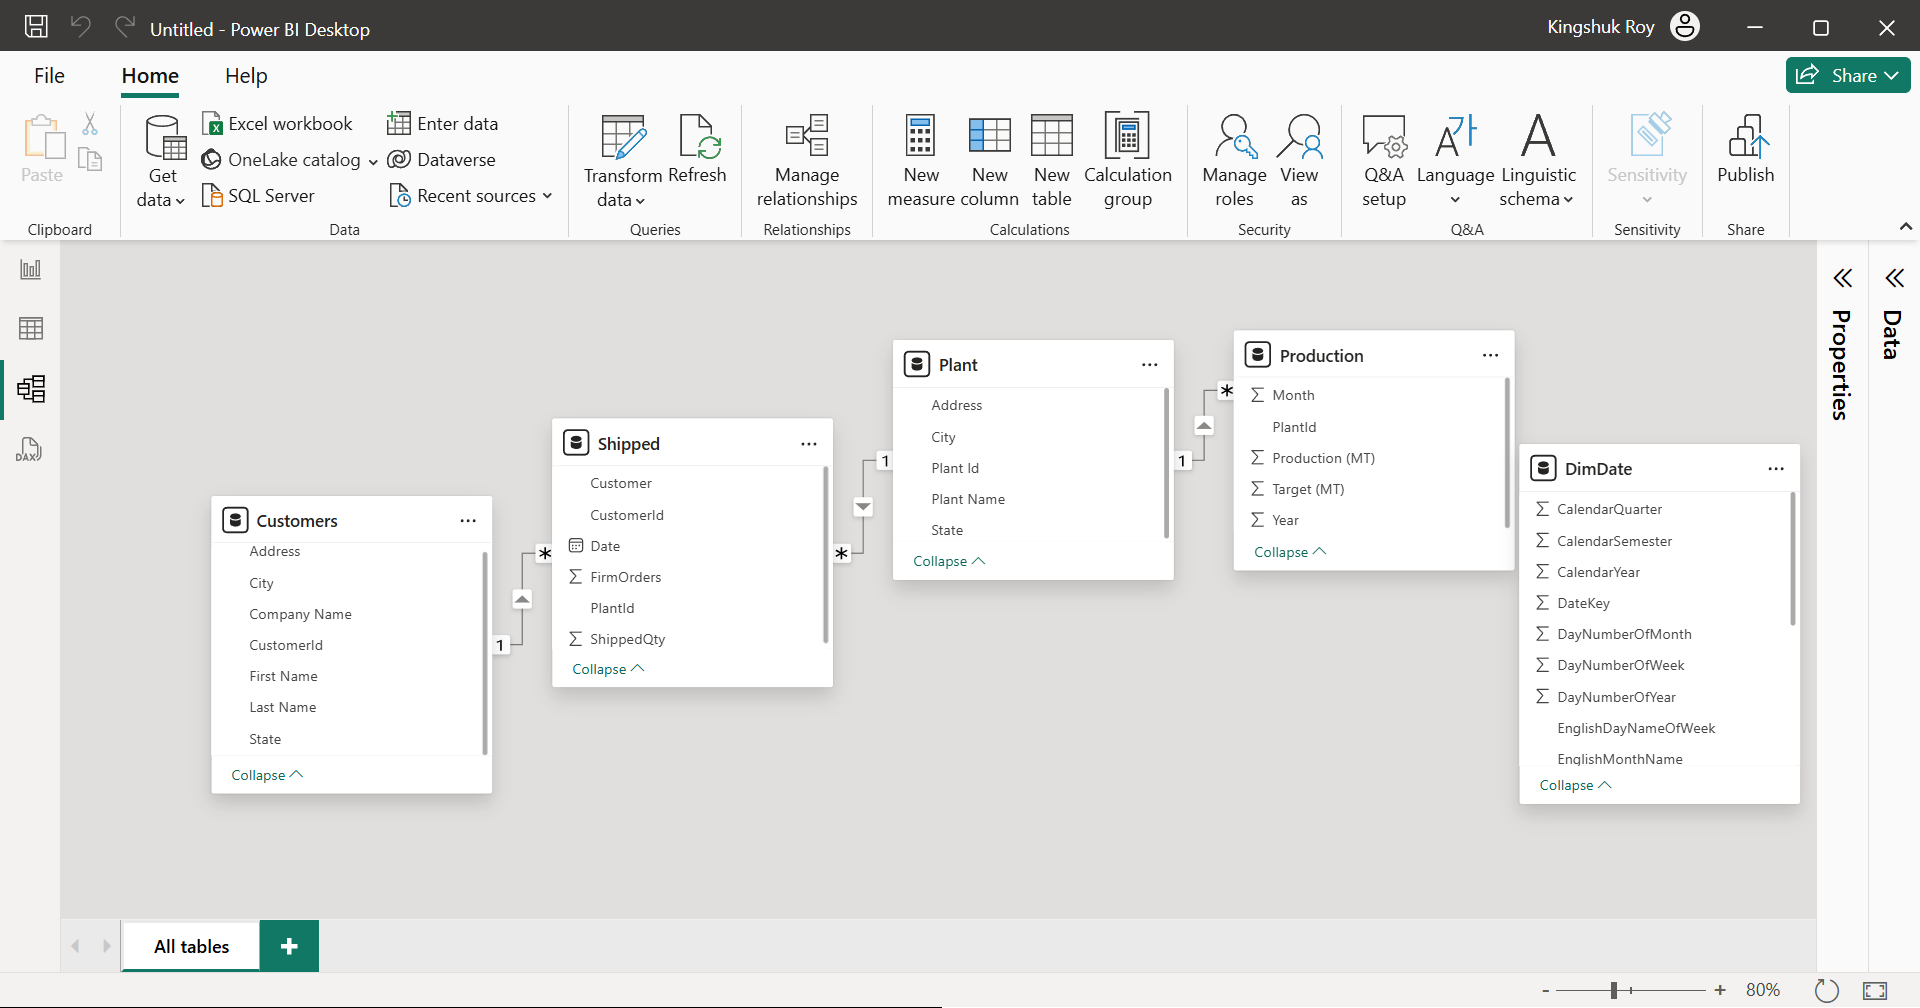 Untitled - Power BI Desktop
Kingshuk Roy
File
Home
Help
Share
Paste
Clipboard
Get data
Excel workbook
OneLake catalog
SQL Server
Enter data
Dataverse
Recent sources
Data
Transform data
Refresh
Queries
Manage relationships
Relationships
New measure
New column
New table
Calculation group
Calculations
Manage roles
View as
Security
Q&A setup
Language
Linguistic schema
Q&A
Sensitivity
Sensitivity
Publish
Share
DAX
Customers
Address
City
Company Name
CustomerId
First Name
Last Name
State
Collapse
1
*
Shipped
Customer
CustomerId
Date
FirmOrders
PlantId
ShippedQty
Collapse
*
1
Plant
Address
City
Plant Id
Plant Name
State
Collapse
1
*
Production
Month
PlantId
Production (MT)
Target (MT)
Year
Collapse
DimDate
CalendarQuarter
CalendarSemester
CalendarYear
DateKey
DayNumberOfMonth
DayNumberOfWeek
DayNumberOfYear
EnglishDayNameOfWeek
EnglishMonthName
Collapse
Properties
Data
All tables
+
- + 80%